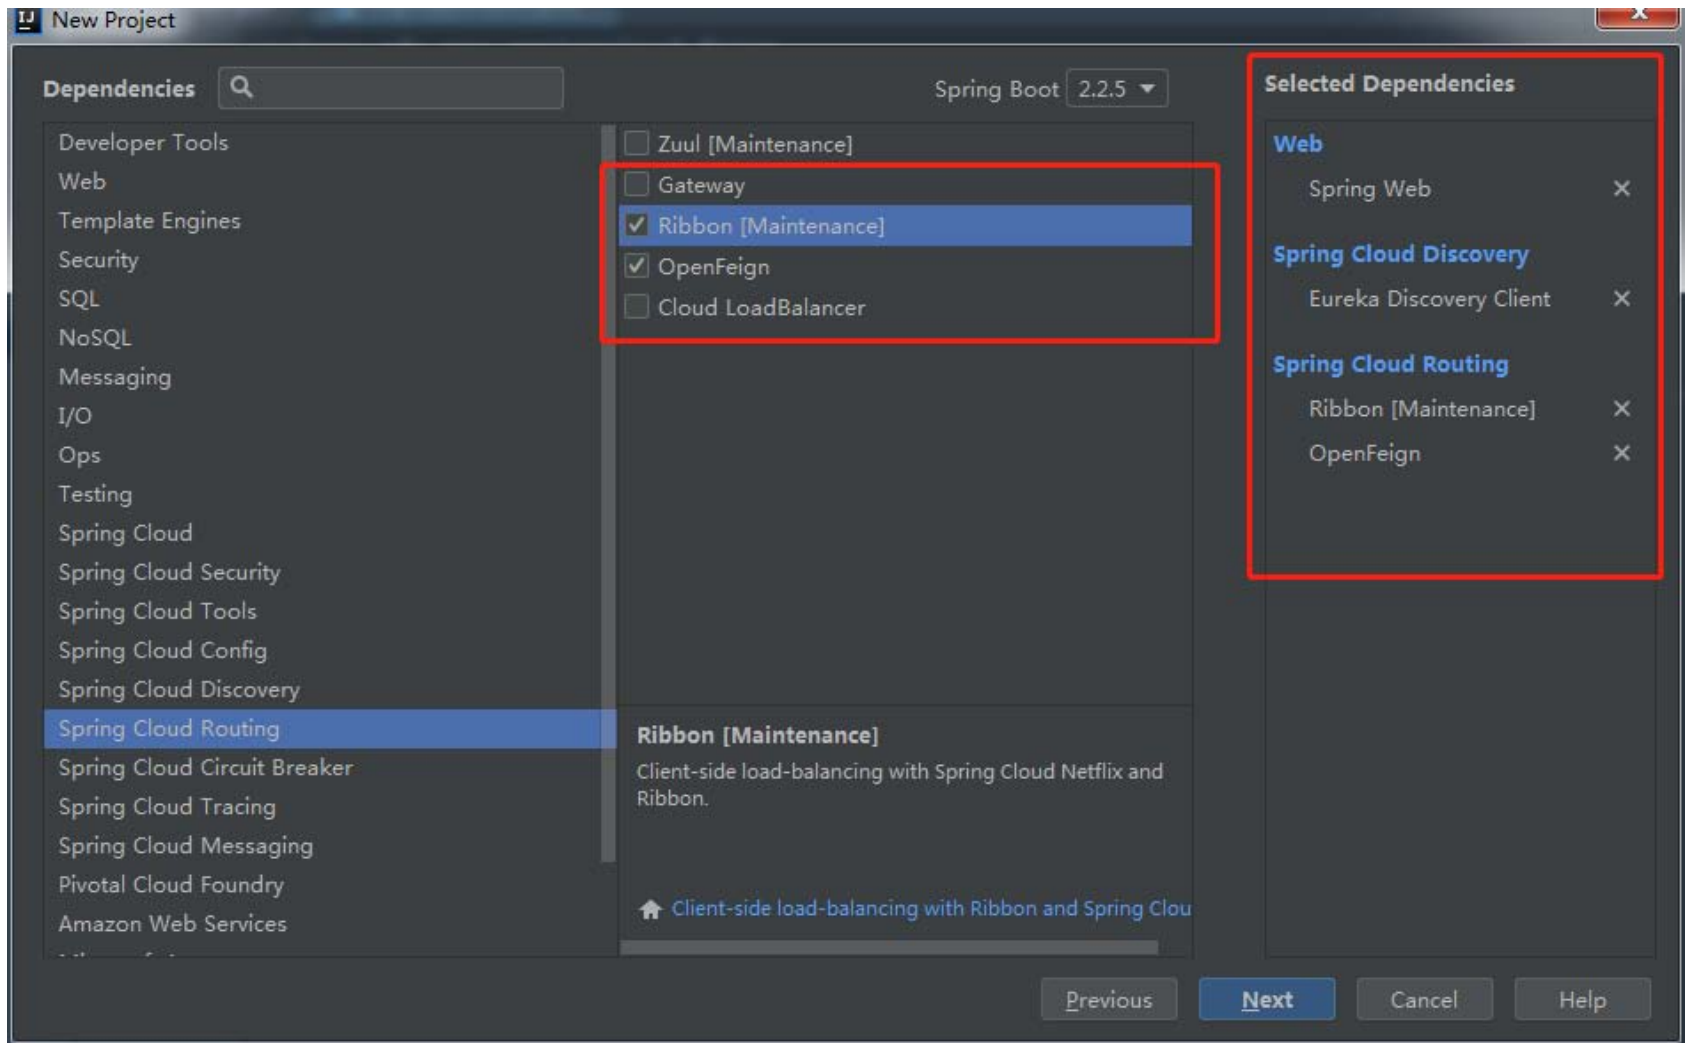 New Project
Dependencies
Spring Boot 2.2.5
Developer Tools
Web
Template Engines
Security
SQL
NoSQL
Messaging
I/O
Ops
Testing
Spring Cloud
Spring Cloud Security
Spring Cloud Tools
Spring Cloud Config
Spring Cloud Discovery
Spring Cloud Routing
Spring Cloud Circuit Breaker
Spring Cloud Tracing
Spring Cloud Messaging
Pivotal Cloud Foundry
Amazon Web Services
Zuul [Maintenance]
Gateway
Ribbon [Maintenance]
OpenFeign
Cloud LoadBalancer
Ribbon [Maintenance]
Client-side load-balancing with Spring Cloud Netflix and
Ribbon.
Client-side load-balancing with Ribbon and Spring Clou
Selected Dependencies
Web
Spring Web
Spring Cloud Discovery
Eureka Discovery Client
Spring Cloud Routing
Ribbon [Maintenance]
OpenFeign
Previous
Next
Cancel
Help